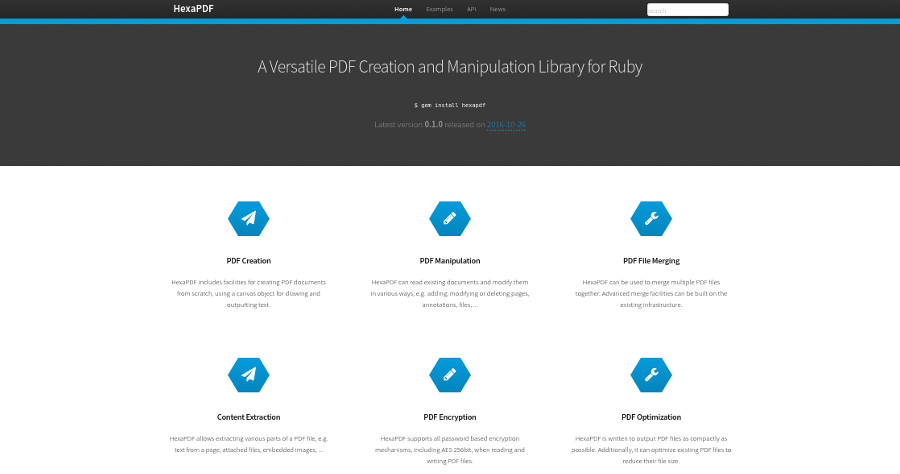 HexaPDF
Home Examples API News
search
A Versatile PDF Creation and Manipulation Library for Ruby
$ gem install hexapdf
Latest version 0.1.0 released on 2016-10-26
PDF Creation
HexaPDF includes facilities for creating PDF documents
from scratch, using a canvas object for drawing and
outputting text.
PDF Manipulation
HexaPDF can read existing documents and modify them
in various ways, e.g. adding, modifying or deleting pages,
annotations, files, ...
PDF File Merging
HexaPDF can be used to merge multiple PDF files
together. Advanced merge facilities can be built on the
existing infrastructure.
Content Extraction
HexaPDF allows extracting various parts of a PDF file, e.g.
text from a page, attached files, embedded images, ...
PDF Encryption
HexaPDF supports all password based encryption
mechanisms, including AES 256bit, when reading and
writing PDF files.
PDF Optimization
HexaPDF is written to output PDF files as compactly as
possible. Additionally, it can optimize existing PDF files to
reduce their file size.